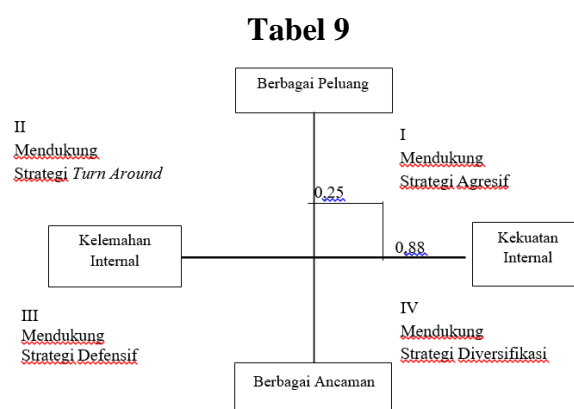 Tabel 9
Berbagai Peluang
II
Mendukung
Strategi Turn Around
I
Mendukung
Strategi Agresif
0.25
Kelemahan
Internal
0.88
Kekuatan
Internal
III
Mendukung
Strategi Defensif
IV
Mendukung
Strategi Diversifikasi
Berbagai Ancaman